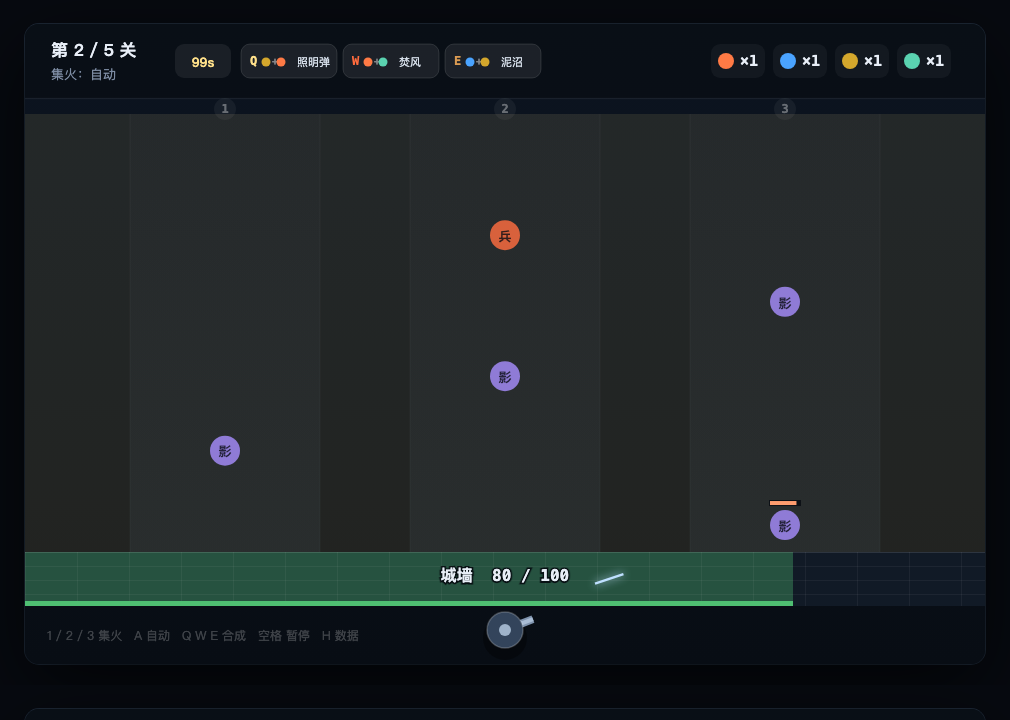 第 2 / 5 关
集火: 自动
99s
Q + 照明弹
W + 焚风
E + 泥沼
×1
×1
×1
×1
1
2
3
兵
影
影
影
影
城墙 80 / 100
1 / 2 / 3 集火 A 自动 Q W E 合成 空格 暂停 H 数据